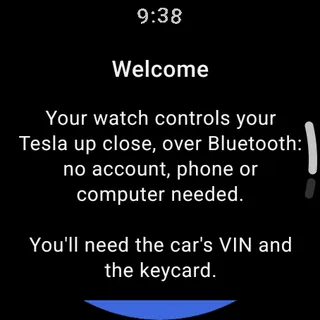 9:38
Welcome
Your watch controls your
Tesla up close, over Bluetooth:
no account, phone or
computer needed.
You'll need the car's VIN and
the keycard.